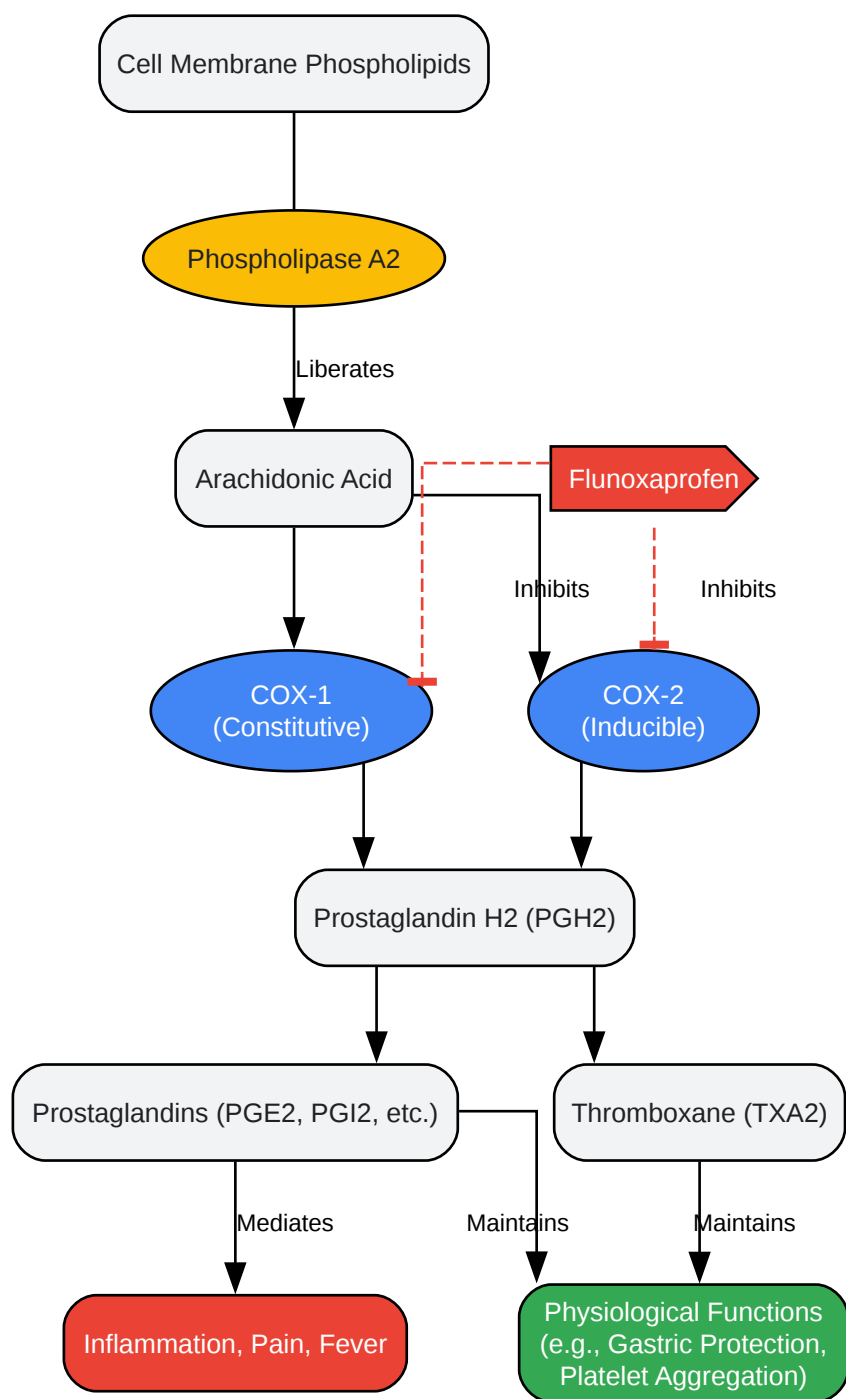 Cell Membrane Phospholipids
Phospholipase A2
Liberates
Arachidonic Acid
Flunoxaprofen
Inhibits
Inhibits
COX-1
(Constitutive)
COX-2
(Inducible)
Prostaglandin H2 (PGH2)
Prostaglandins (PGE2, PGI2, etc.)
Thromboxane (TXA2)
Mediates
Maintains
Maintains
Inflammation, Pain, Fever
Physiological Functions
(e.g., Gastric Protection,
Platelet Aggregation)